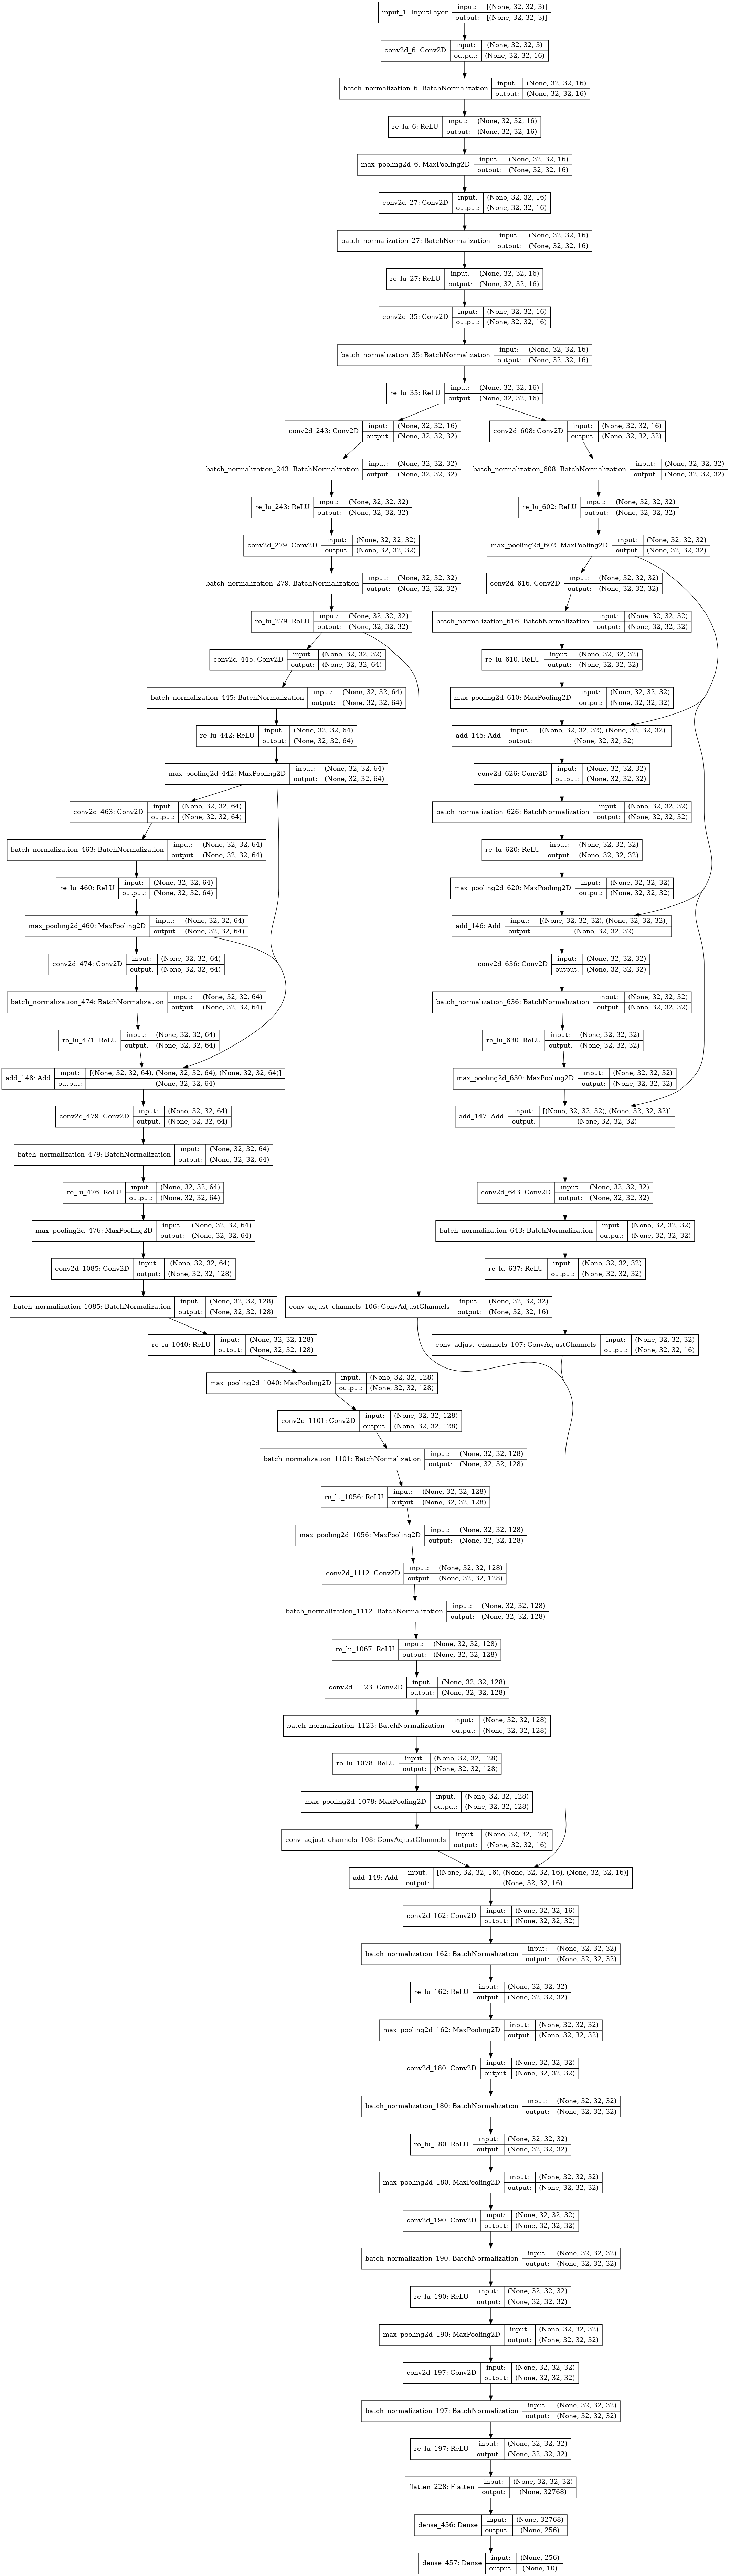 input_1: InputLayer
input: [(None, 32, 32, 3)]
output: [(None, 32, 32, 3)]
conv2d_6: Conv2D
input: (None, 32, 32, 3)
output: (None, 32, 32, 16)
batch_normalization_6: BatchNormalization
input: (None, 32, 32, 16)
output: (None, 32, 32, 16)
re_lu_6: ReLU
input: (None, 32, 32, 16)
output: (None, 32, 32, 16)
max_pooling2d_6: MaxPooling2D
input: (None, 32, 32, 16)
output: (None, 32, 32, 16)
conv2d_27: Conv2D
input: (None, 32, 32, 16)
output: (None, 32, 32, 16)
batch_normalization_27: BatchNormalization
input: (None, 32, 32, 16)
output: (None, 32, 32, 16)
re_lu_27: ReLU
input: (None, 32, 32, 16)
output: (None, 32, 32, 16)
conv2d_35: Conv2D
input: (None, 32, 32, 16)
output: (None, 32, 32, 16)
batch_normalization_35: BatchNormalization
input: (None, 32, 32, 16)
output: (None, 32, 32, 16)
re_lu_35: ReLU
input: (None, 32, 32, 16)
output: (None, 32, 32, 16)
conv2d_243: Conv2D
input: (None, 32, 32, 16)
output: (None, 32, 32, 32)
conv2d_608: Conv2D
input: (None, 32, 32, 16)
output: (None, 32, 32, 32)
batch_normalization_243: BatchNormalization
input: (None, 32, 32, 32)
output: (None, 32, 32, 32)
batch_normalization_608: BatchNormalization
input: (None, 32, 32, 32)
output: (None, 32, 32, 32)
re_lu_243: ReLU
input: (None, 32, 32, 32)
output: (None, 32, 32, 32)
re_lu_602: ReLU
input: (None, 32, 32, 32)
output: (None, 32, 32, 32)
conv2d_279: Conv2D
input: (None, 32, 32, 32)
output: (None, 32, 32, 32)
max_pooling2d_602: MaxPooling2D
input: (None, 32, 32, 32)
output: (None, 32, 32, 32)
batch_normalization_279: BatchNormalization
input: (None, 32, 32, 32)
output: (None, 32, 32, 32)
conv2d_616: Conv2D
input: (None, 32, 32, 32)
output: (None, 32, 32, 32)
re_lu_279: ReLU
input: (None, 32, 32, 32)
output: (None, 32, 32, 32)
batch_normalization_616: BatchNormalization
input: (None, 32, 32, 32)
output: (None, 32, 32, 32)
conv2d_445: Conv2D
input: (None, 32, 32, 32)
output: (None, 32, 32, 64)
re_lu_610: ReLU
input: (None, 32, 32, 32)
output: (None, 32, 32, 32)
batch_normalization_445: BatchNormalization
input: (None, 32, 32, 64)
output: (None, 32, 32, 64)
max_pooling2d_610: MaxPooling2D
input: (None, 32, 32, 32)
output: (None, 32, 32, 32)
re_lu_442: ReLU
input: (None, 32, 32, 64)
output: (None, 32, 32, 64)
add_145: Add
input: [(None, 32, 32, 32), (None, 32, 32, 32)]
output: (None, 32, 32, 32)
max_pooling2d_442: MaxPooling2D
input: (None, 32, 32, 64)
output: (None, 32, 32, 64)
conv2d_626: Conv2D
input: (None, 32, 32, 32)
output: (None, 32, 32, 32)
conv2d_463: Conv2D
input: (None, 32, 32, 64)
output: (None, 32, 32, 64)
batch_normalization_626: BatchNormalization
input: (None, 32, 32, 32)
output: (None, 32, 32, 32)
batch_normalization_463: BatchNormalization
input: (None, 32, 32, 64)
output: (None, 32, 32, 64)
re_lu_620: ReLU
input: (None, 32, 32, 32)
output: (None, 32, 32, 32)
re_lu_460: ReLU
input: (None, 32, 32, 64)
output: (None, 32, 32, 64)
max_pooling2d_620: MaxPooling2D
input: (None, 32, 32, 32)
output: (None, 32, 32, 32)
max_pooling2d_460: MaxPooling2D
input: (None, 32, 32, 64)
output: (None, 32, 32, 64)
add_146: Add
input: [(None, 32, 32, 32), (None, 32, 32, 32)]
output: (None, 32, 32, 32)
conv2d_474: Conv2D
input: (None, 32, 32, 64)
output: (None, 32, 32, 64)
conv2d_636: Conv2D
input: (None, 32, 32, 32)
output: (None, 32, 32, 32)
batch_normalization_474: BatchNormalization
input: (None, 32, 32, 64)
output: (None, 32, 32, 64)
batch_normalization_636: BatchNormalization
input: (None, 32, 32, 32)
output: (None, 32, 32, 32)
re_lu_471: ReLU
input: (None, 32, 32, 64)
output: (None, 32, 32, 64)
re_lu_630: ReLU
input: (None, 32, 32, 32)
output: (None, 32, 32, 32)
add_148: Add
input: [(None, 32, 32, 64), (None, 32, 32, 64), (None, 32, 32, 64)]
output: (None, 32, 32, 64)
max_pooling2d_630: MaxPooling2D
input: (None, 32, 32, 32)
output: (None, 32, 32, 32)
conv2d_479: Conv2D
input: (None, 32, 32, 64)
output: (None, 32, 32, 64)
add_147: Add
input: [(None, 32, 32, 32), (None, 32, 32, 32)]
output: (None, 32, 32, 32)
batch_normalization_479: BatchNormalization
input: (None, 32, 32, 64)
output: (None, 32, 32, 64)
re_lu_476: ReLU
input: (None, 32, 32, 64)
output: (None, 32, 32, 64)
conv2d_643: Conv2D
input: (None, 32, 32, 32)
output: (None, 32, 32, 32)
max_pooling2d_476: MaxPooling2D
input: (None, 32, 32, 64)
output: (None, 32, 32, 64)
batch_normalization_643: BatchNormalization
input: (None, 32, 32, 32)
output: (None, 32, 32, 32)
conv2d_1085: Conv2D
input: (None, 32, 32, 64)
output: (None, 32, 32, 128)
re_lu_637: ReLU
input: (None, 32, 32, 32)
output: (None, 32, 32, 32)
batch_normalization_1085: BatchNormalization
input: (None, 32, 32, 128)
output: (None, 32, 32, 128)
conv_adjust_channels_106: ConvAdjustChannels
input: (None, 32, 32, 32)
output: (None, 32, 32, 16)
re_lu_1040: ReLU
input: (None, 32, 32, 128)
output: (None, 32, 32, 128)
conv_adjust_channels_107: ConvAdjustChannels
input: (None, 32, 32, 32)
output: (None, 32, 32, 16)
max_pooling2d_1040: MaxPooling2D
input: (None, 32, 32, 128)
output: (None, 32, 32, 128)
conv2d_1101: Conv2D
input: (None, 32, 32, 128)
output: (None, 32, 32, 128)
batch_normalization_1101: BatchNormalization
input: (None, 32, 32, 128)
output: (None, 32, 32, 128)
re_lu_1056: ReLU
input: (None, 32, 32, 128)
output: (None, 32, 32, 128)
max_pooling2d_1056: MaxPooling2D
input: (None, 32, 32, 128)
output: (None, 32, 32, 128)
conv2d_1112: Conv2D
input: (None, 32, 32, 128)
output: (None, 32, 32, 128)
batch_normalization_1112: BatchNormalization
input: (None, 32, 32, 128)
output: (None, 32, 32, 128)
re_lu_1067: ReLU
input: (None, 32, 32, 128)
output: (None, 32, 32, 128)
conv2d_1123: Conv2D
input: (None, 32, 32, 128)
output: (None, 32, 32, 128)
batch_normalization_1123: BatchNormalization
input: (None, 32, 32, 128)
output: (None, 32, 32, 128)
re_lu_1078: ReLU
input: (None, 32, 32, 128)
output: (None, 32, 32, 128)
max_pooling2d_1078: MaxPooling2D
input: (None, 32, 32, 128)
output: (None, 32, 32, 128)
conv_adjust_channels_108: ConvAdjustChannels
input: (None, 32, 32, 128)
output: (None, 32, 32, 16)
add_149: Add
input: [(None, 32, 32, 16), (None, 32, 32, 16), (None, 32, 32, 16)]
output: (None, 32, 32, 16)
conv2d_162: Conv2D
input: (None, 32, 32, 16)
output: (None, 32, 32, 32)
batch_normalization_162: BatchNormalization
input: (None, 32, 32, 32)
output: (None, 32, 32, 32)
re_lu_162: ReLU
input: (None, 32, 32, 32)
output: (None, 32, 32, 32)
max_pooling2d_162: MaxPooling2D
input: (None, 32, 32, 32)
output: (None, 32, 32, 32)
conv2d_180: Conv2D
input: (None, 32, 32, 32)
output: (None, 32, 32, 32)
batch_normalization_180: BatchNormalization
input: (None, 32, 32, 32)
output: (None, 32, 32, 32)
re_lu_180: ReLU
input: (None, 32, 32, 32)
output: (None, 32, 32, 32)
max_pooling2d_180: MaxPooling2D
input: (None, 32, 32, 32)
output: (None, 32, 32, 32)
conv2d_190: Conv2D
input: (None, 32, 32, 32)
output: (None, 32, 32, 32)
batch_normalization_190: BatchNormalization
input: (None, 32, 32, 32)
output: (None, 32, 32, 32)
re_lu_190: ReLU
input: (None, 32, 32, 32)
output: (None, 32, 32, 32)
max_pooling2d_190: MaxPooling2D
input: (None, 32, 32, 32)
output: (None, 32, 32, 32)
conv2d_197: Conv2D
input: (None, 32, 32, 32)
output: (None, 32, 32, 32)
batch_normalization_197: BatchNormalization
input: (None, 32, 32, 32)
output: (None, 32, 32, 32)
re_lu_197: ReLU
input: (None, 32, 32, 32)
output: (None, 32, 32, 32)
flatten_228: Flatten
input: (None, 32, 32, 32)
output: (None, 32768)
dense_456: Dense
input: (None, 32768)
output: (None, 256)
dense_457: Dense
input: (None, 256)
output: (None, 10)